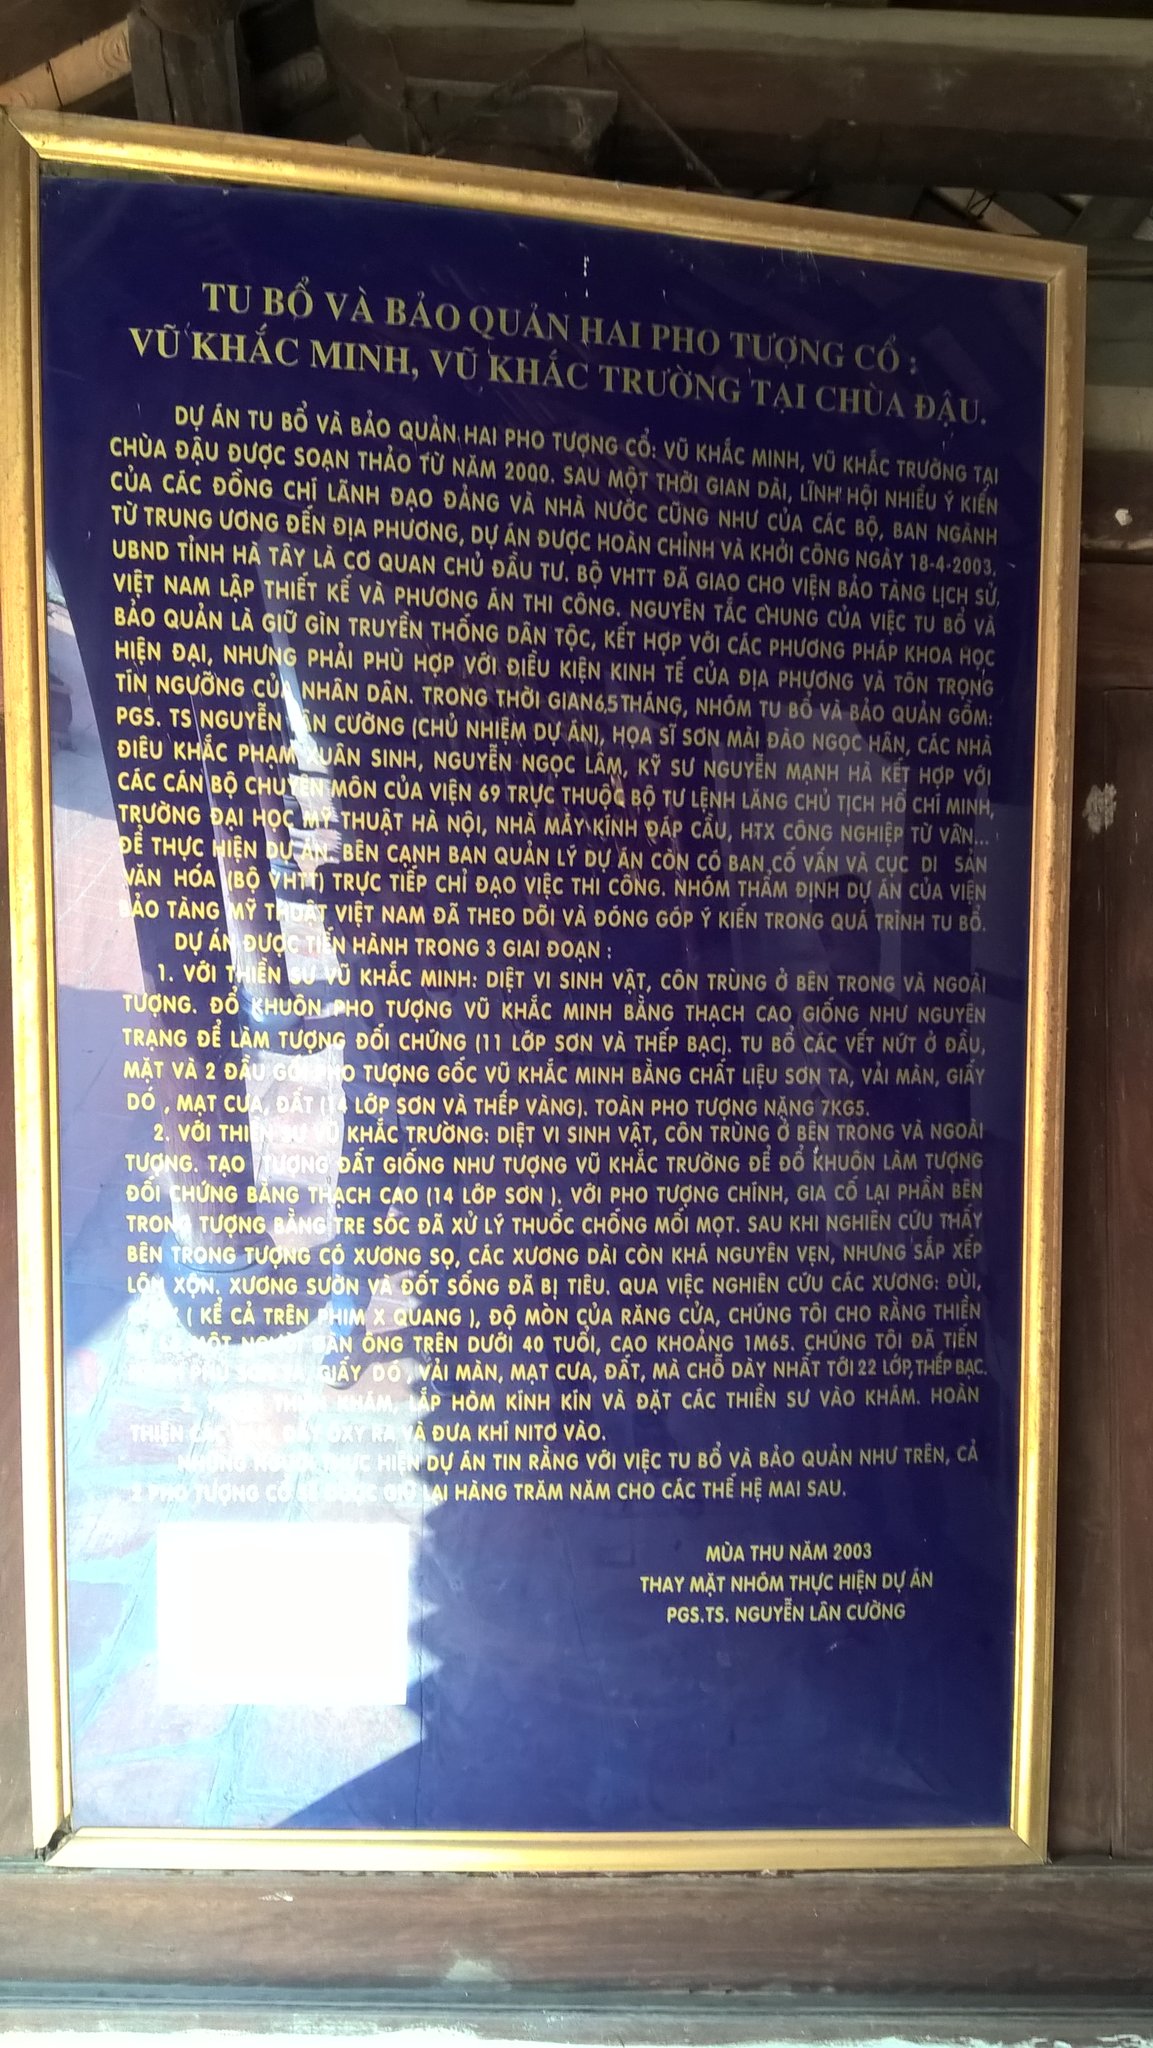 TU BỔ VÀ BẢO QUẢN HAI PHO TƯỢNG CỔ :
VŨ KHẮC MINH, VŨ KHẮC TRƯỜNG TẠI CHÙA ĐẬU.
DỰ ÁN TU BỔ VÀ BẢO QUẢN HAI PHO TƯỢNG CỔ: VŨ KHẮC MINH, VŨ KHẮC TRƯỜNG TẠI
CHÙA ĐẬU ĐƯỢC SOẠN THẢO TỪ NĂM 2000. SAU MỘT THỜI GIAN DÀI, LĨNH HỘI NHIỀU Ý KIẾN
CỦA CÁC ĐỒNG CHÍ LÃNH ĐẠO ĐẢNG VÀ NHÀ NƯỚC CŨNG NHƯ CỦA CÁC BỘ, BAN NGÀNH
TỪ TRUNG ƯƠNG ĐẾN ĐỊA PHƯƠNG, DỰ ÁN ĐƯỢC HOÀN CHỈNH VÀ KHỞI CÔNG NGÀY 18-4-2003.
UBND TỈNH HÀ TÂY LÀ CƠ QUAN CHỦ ĐẦU TƯ. BỘ VHTT ĐÃ GIAO CHO VIỆN BẢO TÀNG LỊCH SỬ
VIỆT NAM LẬP THIẾT KẾ VÀ PHƯƠNG ÁN THI CÔNG. NGUYÊN TẮC CHUNG CỦA VIỆC TU BỔ VÀ
BẢO QUẢN LÀ GIỮ GÌN TRUYỀN THỐNG DÂN TỘC, KẾT HỢP VỚI CÁC PHƯƠNG PHÁP KHOA HỌC
HIỆN ĐẠI, NHƯNG PHẢI PHÙ HỢP VỚI ĐIỀU KIỆN KINH TẾ CỦA ĐỊA PHƯƠNG VÀ TÔN TRỌNG
TÍN NGƯỠNG CỦA NHÂN DÂN. TRONG THỜI GIAN 6,5 THÁNG, NHÓM TU BỔ VÀ BẢO QUẢN GỒM:
PGS. TS NGUYỄN LÂN CƯỜNG (CHỦ NHIỆM DỰ ÁN), HỌA SĨ SƠN MÀI ĐÀO NGỌC HÂN, CÁC NHÀ
ĐIÊU KHẮC PHẠM XUÂN SINH, NGUYỄN NGỌC LÂM, KỸ SƯ NGUYỄN MẠNH HÀ KẾT HỢP VỚI
CÁC CÁN BỘ CHUYÊN MÔN CỦA VIỆN 69 TRỰC THUỘC BỘ TƯ LỆNH LĂNG CHỦ TỊCH HỒ CHÍ MINH,
TRƯỜNG ĐẠI HỌC MỸ THUẬT HÀ NỘI, NHÀ MÁY KÍNH ĐÁP CẦU, HTX CÔNG NGHIỆP TỪ VÂN...
ĐỂ THỰC HIỆN DỰ ÁN. BÊN CẠNH BAN QUẢN LÝ DỰ ÁN CÒN CÓ BAN CỐ VẤN VÀ CỤC DI SẢN
VĂN HÓA (BỘ VHTT) TRỰC TIẾP CHỈ ĐẠO VIỆC THI CÔNG. NHÓM THẨM ĐỊNH DỰ ÁN CỦA VIỆN
BẢO TÀNG MỸ THUẬT VIỆT NAM ĐÃ THEO DÕI VÀ ĐÓNG GÓP Ý KIẾN TRONG QUÁ TRÌNH TU BỔ.
DỰ ÁN ĐƯỢC TIẾN HÀNH TRONG 3 GIAI ĐOẠN :
1. VỚI THIỀN SƯ VŨ KHẮC MINH: DIỆT VI SINH VẬT, CÔN TRÙNG Ở BÊN TRONG VÀ NGOÀI
TƯỢNG. ĐỔ KHUÔN PHO TƯỢNG VŨ KHẮC MINH BẰNG THẠCH CAO GIỐNG NHƯ NGUYÊN
TRẠNG ĐỂ LÀM TƯỢNG ĐỐI CHỨNG (11 LỚP SƠN VÀ THẾP BẠC). TU BỔ CÁC VẾT NỨT Ở ĐẦU,
MẶT VÀ 2 ĐẦU GỐI PHO TƯỢNG GỐC VŨ KHẮC MINH BẰNG CHẤT LIỆU SƠN TA, VẢI MÀN, GIẤY
DÓ , MẠT CƯA, ĐẤT (14 LỚP SƠN VÀ THẾP VÀNG). TOÀN PHO TƯỢNG NẶNG 7KG5.
2. VỚI THIỀN SƯ VŨ KHẮC TRƯỜNG: DIỆT VI SINH VẬT, CÔN TRÙNG Ở BÊN TRONG VÀ NGOÀI
TƯỢNG. TẠO TƯỢNG ĐẤT GIỐNG NHƯ TƯỢNG VŨ KHẮC TRƯỜNG ĐỂ ĐỔ KHUÔN LÀM TƯỢNG
ĐỐI CHỨNG BẰNG THẠCH CAO (14 LỚP SƠN ). VỚI PHO TƯỢNG CHÍNH, GIA CỐ LẠI PHẦN BÊN
TRONG TƯỢNG BẰNG TRE SÓC ĐÃ XỬ LÝ THUỐC CHỐNG MỐI MỌT. SAU KHI NGHIÊN CỨU THẤY
BÊN TRONG TƯỢNG CÓ XƯƠNG SỌ, CÁC XƯƠNG DÀI CÒN KHÁ NGUYÊN VẸN, NHƯNG SẮP XẾP
LỘN XỘN. XƯƠNG SƯỜN VÀ ĐỐT SỐNG ĐÃ BỊ TIÊU. QUA VIỆC NGHIÊN CỨU CÁC XƯƠNG: ĐÙI,
( KỂ CẢ TRÊN PHIM X QUANG ), ĐỘ MÒN CỦA RĂNG CỬA, CHÚNG TÔI CHO RẰNG THIỀN
MỘT NGƯỜI ĐÀN ÔNG TRÊN DƯỚI 40 TUỔI, CAO KHOẢNG 1M65. CHÚNG TÔI ĐÃ TIẾN
PHỦ SƠN TA, GIẤY DÓ , VẢI MÀN, MẠT CƯA, ĐẤT, MÀ CHỖ DÀY NHẤT TỚI 22 LỚP, THẾP BẠC.
KHÁM, LẮP HÒM KÍNH KÍN VÀ ĐẶT CÁC THIỀN SƯ VÀO KHÁM. HOÀN
THIỆN OXY RA VÀ ĐƯA KHÍ NITƠ VÀO.
NHỮNG NGƯỜI THỰC HIỆN DỰ ÁN TIN RẰNG VỚI VIỆC TU BỔ VÀ BẢO QUẢN NHƯ TRÊN, CẢ
2 PHO TƯỢNG CỔ SẼ ĐƯỢC GIỮ LẠI HÀNG TRĂM NĂM CHO CÁC THẾ HỆ MAI SAU.
MÙA THU NĂM 2003
THAY MẶT NHÓM THỰC HIỆN DỰ ÁN
PGS.TS. NGUYỄN LÂN CƯỜNG